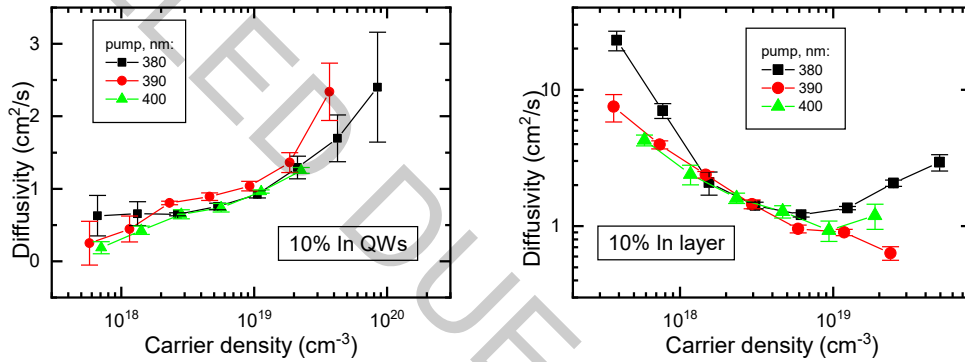 3
2
1
0
Diffusivity (cm²/s)
pump, nm:
380
390
400
10% In QWs
10¹⁸
10¹⁹
10²⁰
Carrier density (cm⁻³)
10
1
Diffusivity (cm²/s)
pump, nm:
380
390
400
10% In layer
10¹⁸
10¹⁹
Carrier density (cm⁻³)
LED DUE